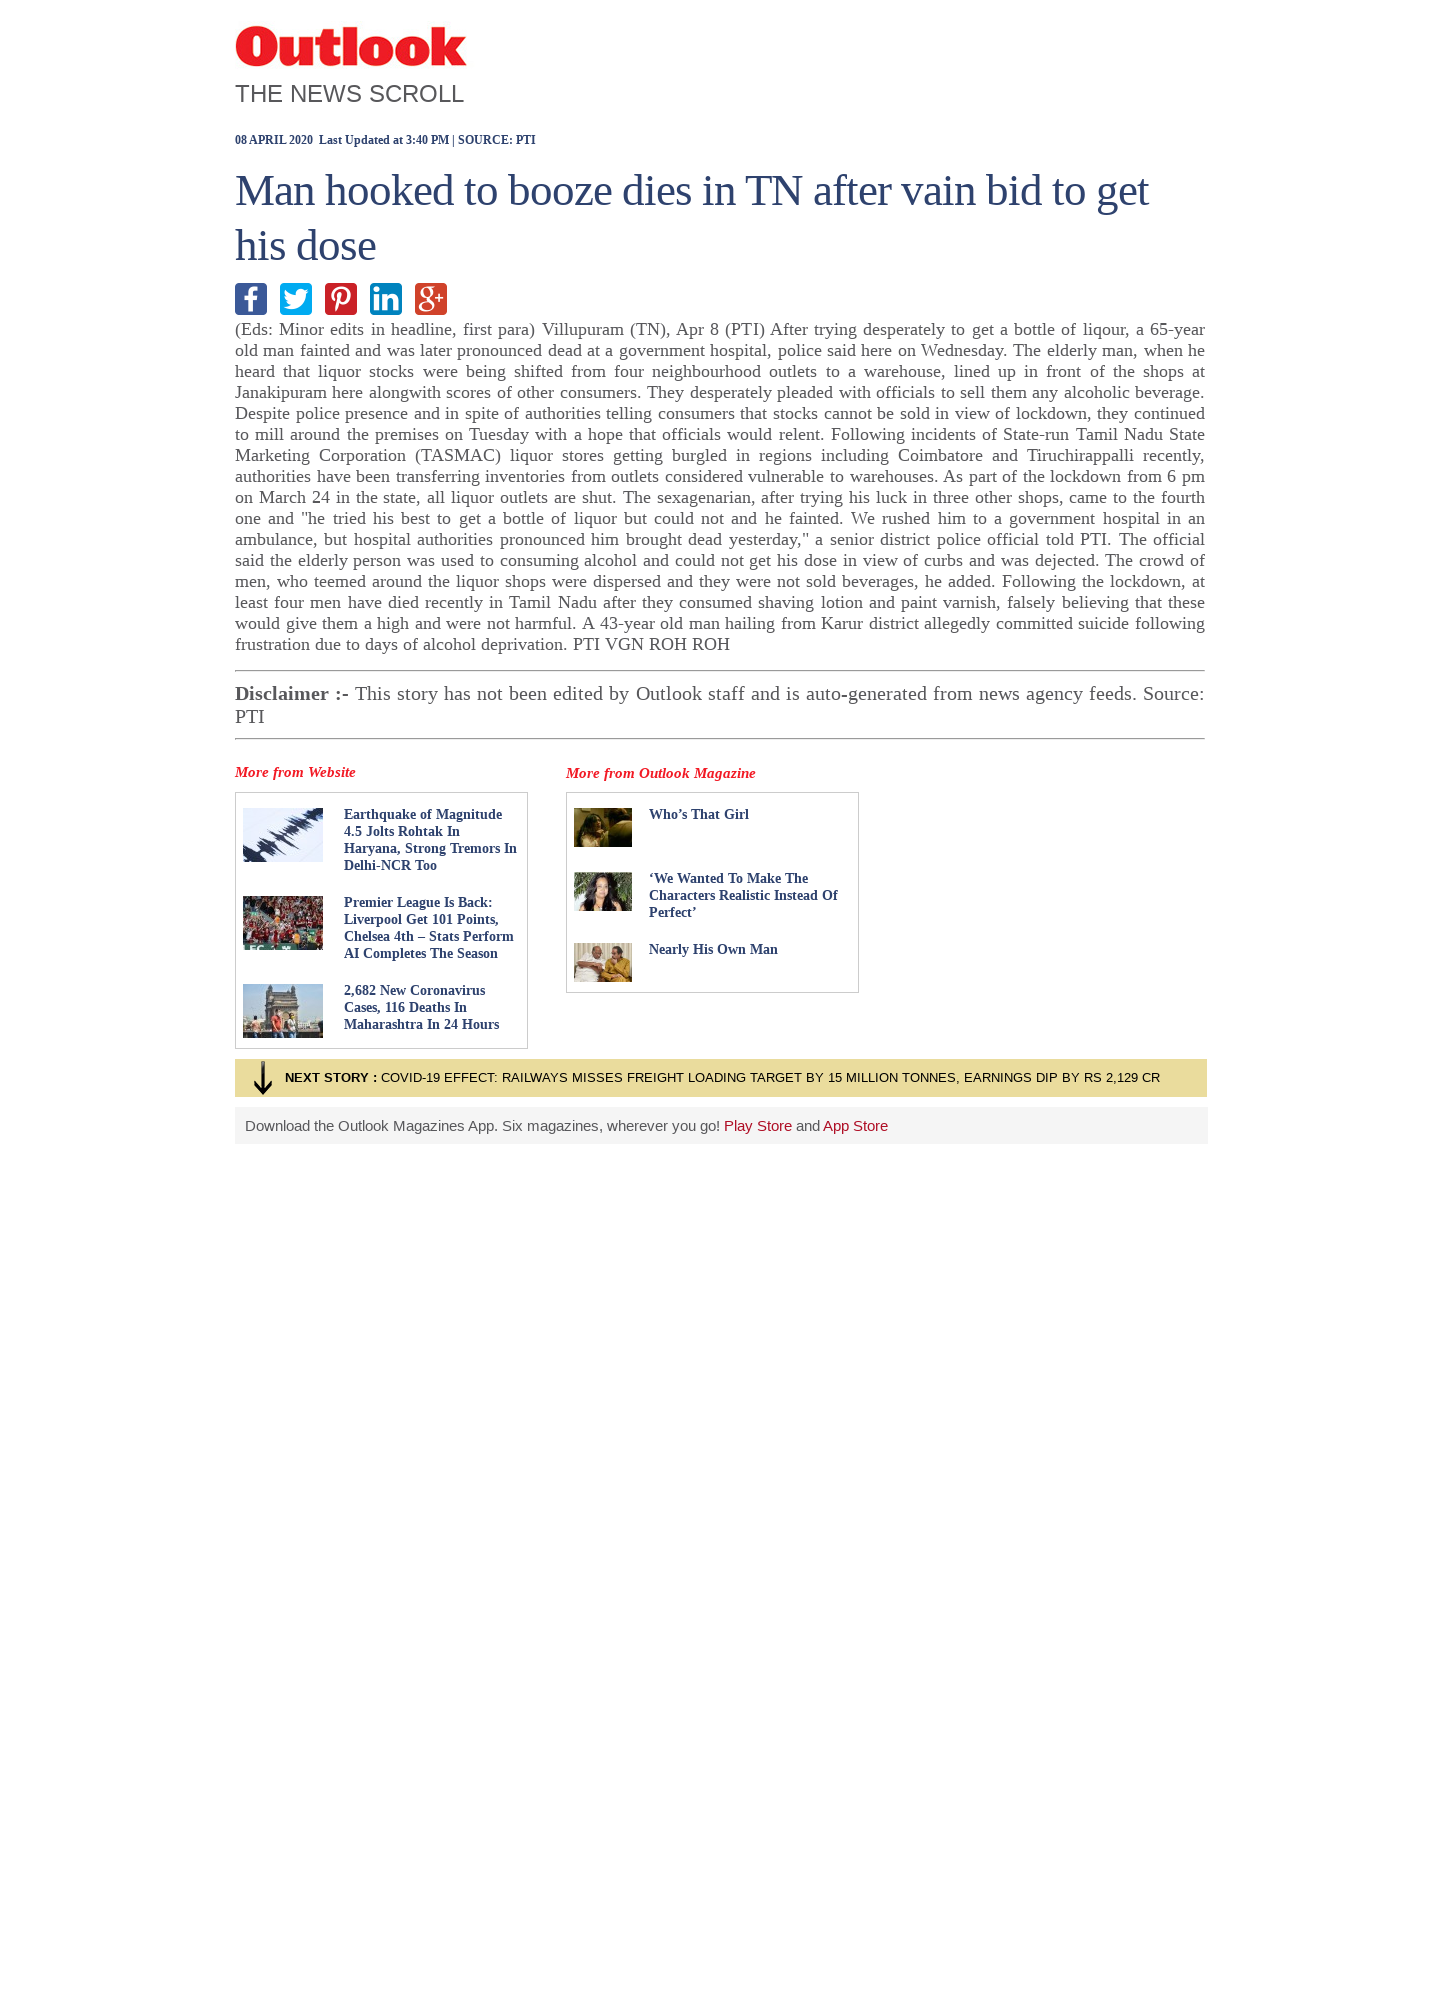 Outlook
THE NEWS SCROLL
08 APRIL 2020  Last Updated at 3:40 PM | SOURCE: PTI
Man hooked to booze dies in TN after vain bid to get
his dose
(Eds: Minor edits in headline, first para) Villupuram (TN), Apr 8 (PTI) After trying desperately to get a bottle of liqour, a 65-year
old man fainted and was later pronounced dead at a government hospital, police said here on Wednesday. The elderly man, when he
heard that liquor stocks were being shifted from four neighbourhood outlets to a warehouse, lined up in front of the shops at
Janakipuram here alongwith scores of other consumers. They desperately pleaded with officials to sell them any alcoholic beverage.
Despite police presence and in spite of authorities telling consumers that stocks cannot be sold in view of lockdown, they continued
to mill around the premises on Tuesday with a hope that officials would relent. Following incidents of State-run Tamil Nadu State
Marketing Corporation (TASMAC) liquor stores getting burgled in regions including Coimbatore and Tiruchirappalli recently,
authorities have been transferring inventories from outlets considered vulnerable to warehouses. As part of the lockdown from 6 pm
on March 24 in the state, all liquor outlets are shut. The sexagenarian, after trying his luck in three other shops, came to the fourth
one and "he tried his best to get a bottle of liquor but could not and he fainted. We rushed him to a government hospital in an
ambulance, but hospital authorities pronounced him brought dead yesterday," a senior district police official told PTI. The official
said the elderly person was used to consuming alcohol and could not get his dose in view of curbs and was dejected. The crowd of
men, who teemed around the liquor shops were dispersed and they were not sold beverages, he added. Following the lockdown, at
least four men have died recently in Tamil Nadu after they consumed shaving lotion and paint varnish, falsely believing that these
would give them a high and were not harmful. A 43-year old man hailing from Karur district allegedly committed suicide following
frustration due to days of alcohol deprivation. PTI VGN ROH ROH
Disclaimer :- This story has not been edited by Outlook staff and is auto-generated from news agency feeds. Source:
PTI
More from Website
Earthquake of Magnitude
4.5 Jolts Rohtak In
Haryana, Strong Tremors In
Delhi-NCR Too
Premier League Is Back:
Liverpool Get 101 Points,
Chelsea 4th – Stats Perform
AI Completes The Season
2,682 New Coronavirus
Cases, 116 Deaths In
Maharashtra In 24 Hours
More from Outlook Magazine
Who’s That Girl
‘We Wanted To Make The
Characters Realistic Instead Of
Perfect’
Nearly His Own Man
NEXT STORY : COVID-19 EFFECT: RAILWAYS MISSES FREIGHT LOADING TARGET BY 15 MILLION TONNES, EARNINGS DIP BY RS 2,129 CR
Download the Outlook Magazines App. Six magazines, wherever you go! Play Store and App Store